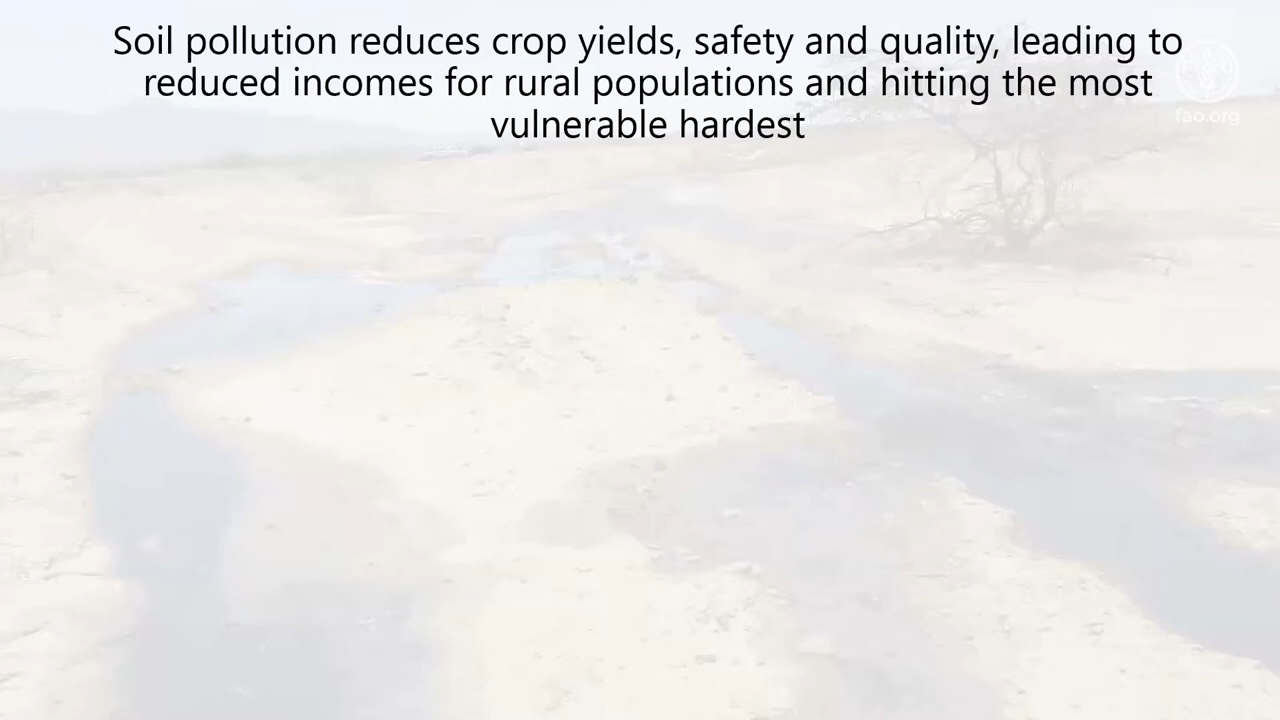 Soil pollution reduces crop yields, safety and quality, leading to
reduced incomes for rural populations and hitting the most
vulnerable hardest
fao.org